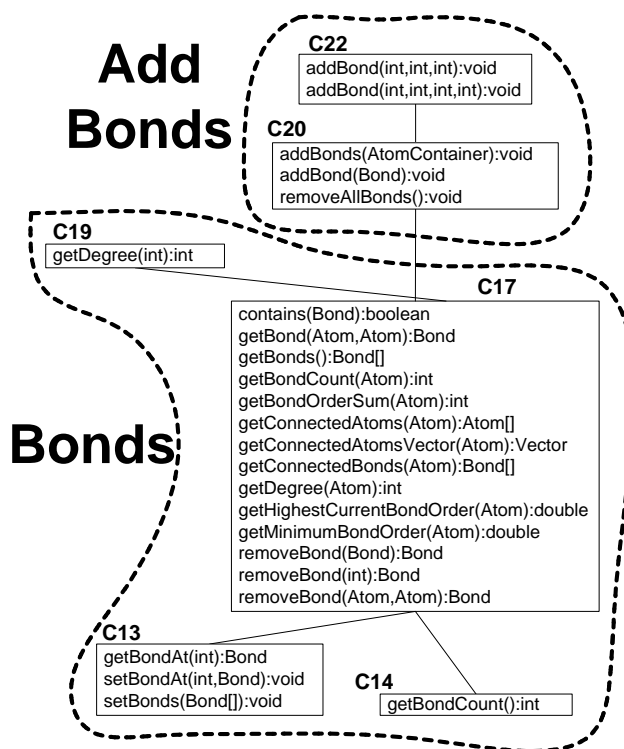 Add
Bonds
C22
addBond(int,int,int):void
addBond(int,int,int,int):void
C20
addBonds(AtomContainer):void
addBond(Bond):void
removeAllBonds():void
C19
getDegree(int):int
C17
contains(Bond):boolean
getBond(Atom,Atom):Bond
getBonds():Bond[]
getBondCount(Atom):int
getBondOrderSum(Atom):int
getConnectedAtoms(Atom):Atom[]
getConnectedAtomsVector(Atom):Vector
getConnectedBonds(Atom):Bond[]
getDegree(Atom):int
getHighestCurrentBondOrder(Atom):double
getMinimumBondOrder(Atom):double
removeBond(Bond):Bond
removeBond(int):Bond
removeBond(Atom,Atom):Bond
Bonds
C13
getBondAt(int):Bond
setBondAt(int,Bond):void
setBonds(Bond[]):void
C14
getBondCount():int